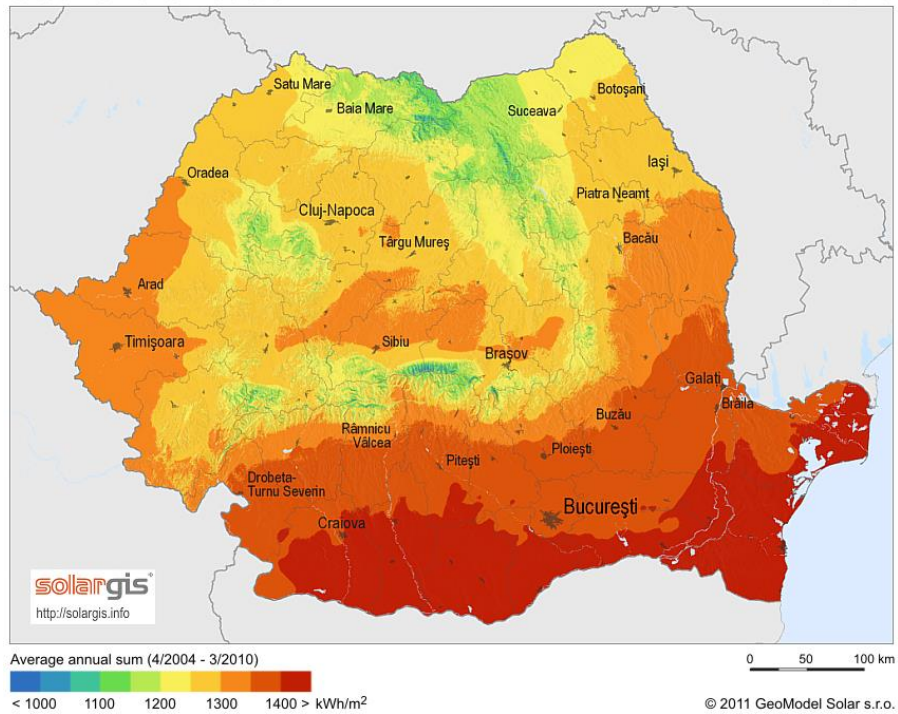 Satu Mare
Baia Mare
Botoşani
Suceava
Iaşi
Oradea
Piatra Neamţ
Cluj-Napoca
Târgu Mureş
Bacău
Arad
Timişoara
Sibiu
Braşov
Galaţi
Brăila
Buzău
Râmnicu
Vâlcea
Ploieşti
Piteşti
Drobeta-
Turnu Severin
Bucureşti
Craiova
solargis
http://solargis.info
Average annual sum (4/2004 - 3/2010)
0 50 100 km
< 1000 1100 1200 1300 1400 > kWh/m²
© 2011 GeoModel Solar s.r.o.